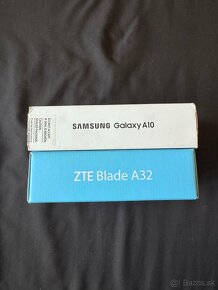 SAMSUNG Galaxy A10
ZTE Blade A32
Bazos.sk